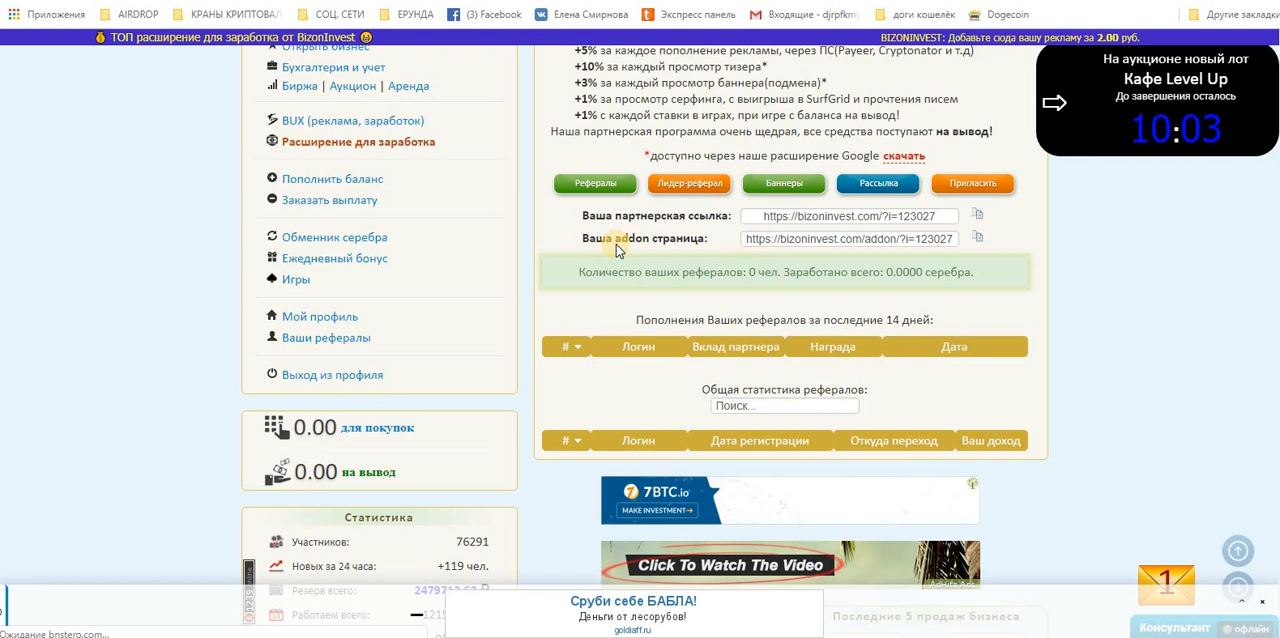 Приложения
AIRDROP
КРАНЫ КРИПТОВАЛ
СОЦ. СЕТИ
ЕРУНДА
(3) Facebook
Елена Смирнова
Экспресс панель
Входящие - djrpfkmy
доги кошелёк
Dogecoin
Другие закладки
ТОП расширение для заработка от BizonInvest
BIZONINVEST: Добавьте сюда вашу рекламу за 2.00 руб.
Открыть бизнес
Бухгалтерия и учет
Биржа | Аукцион | Аренда
BUX (реклама, заработок)
Расширение для заработка
Пополнить баланс
Заказать выплату
Обменник серебра
Ежедневный бонус
Игры
Мой профиль
Ваши рефералы
Выход из профиля
0.00 для покупок
0.00 на вывод
Статистика
Участников: 76291
Новых за 24 часа: +119 чел.
Резерв всего:
Работаем всего:
+5% за каждое пополнение рекламы, через ПС(Payeer, Cryptonator и т.д)
+10% за каждый просмотр тизера*
+3% за каждый просмотр баннера(подмена)*
+1% за просмотр серфинга, с выигрыша в SurfGrid и прочтения писем
+1% с каждой ставки в играх, при игре с баланса на вывод!
Наша партнерская программа очень щедрая, все средства поступают на вывод!
*доступно через наше расширение Google скачать
Рефералы
Лидер-реферал
Баннеры
Рассылка
Пригласить
Ваша партнерская ссылка: https://bizoninvest.com/?i=123027
Ваша addon страница: https://bizoninvest.com/addon/?i=123027
Количество ваших рефералов: 0 чел. Заработано всего: 0.0000 серебра.
Пополнения Ваших рефералов за последние 14 дней:
# Логин Вклад партнера Награда Дата
Общая статистика рефералов:
Поиск...
# Логин Дата регистрации Откуда переход Ваш доход
7BTC.io
MAKE INVESTMENT
Click To Watch The Video
AdHitz Ads
На аукционе новый лот
Кафе Level Up
До завершения осталось
10:03
1
Сруби себе БАБЛА!
Деньги от лесорубов!
goldiaff.ru
Последние 5 продаж бизнеса
Консультант офлайн
Ожидание bnstero.com...